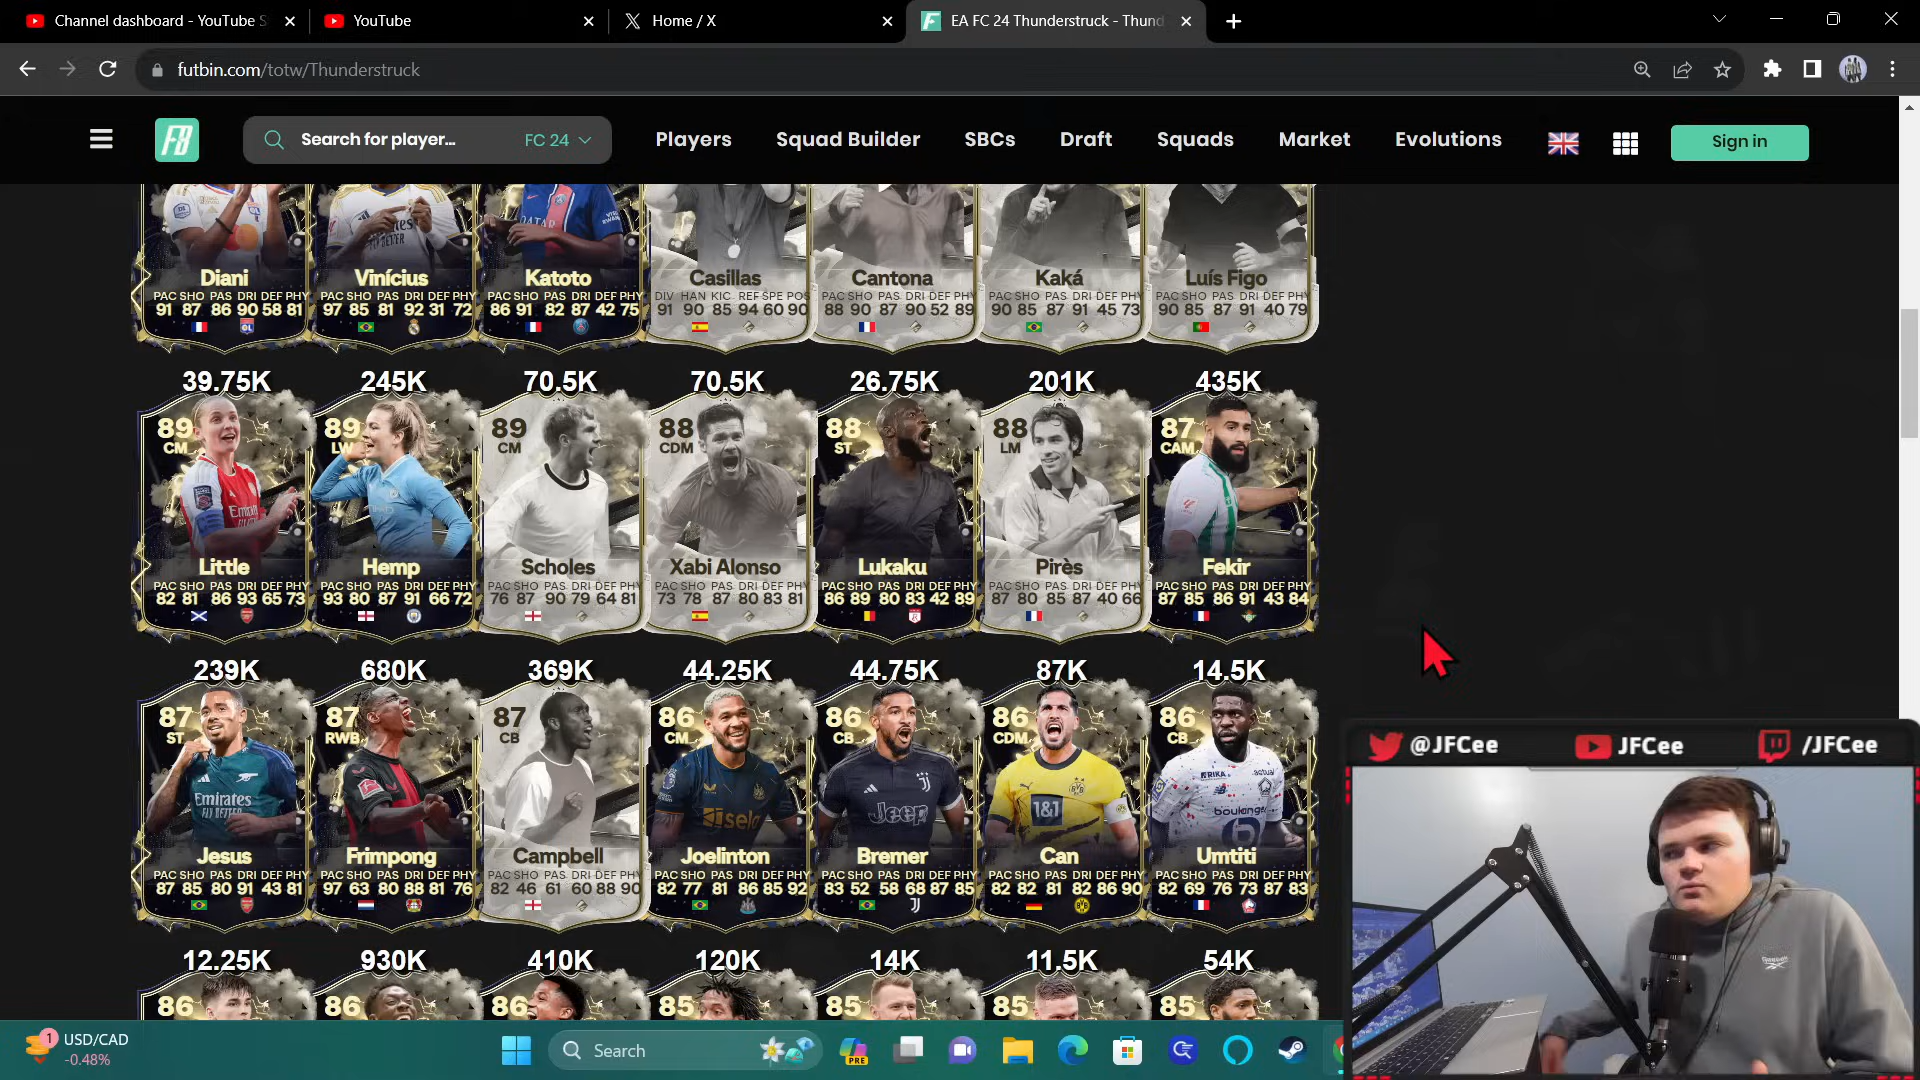 Channel dashboard - YouTube S
YouTube
Home / X
EA FC 24 Thunderstruck - Thund
futbin.com/totw/Thunderstruck
Search for player... FC 24
Players Squad Builder SBCs Draft Squads Market Evolutions Sign in
Diani Vinícius Katoto Casillas Cantona Kaká Luís Figo
PAC SHO PAS DRI DEF PHY PAC SHO PAS DRI DEF PHY PAC SHO PAS DRI DEF PHY DIV HAN KIC REF SPE POS PAC SHO PAS DRI DEF PHY PAC SHO PAS DRI DEF PHY PAC SHO PAS DRI DEF PHY
91 87 86 90 58 81 97 85 81 92 31 72 86 91 82 87 42 75 91 90 85 94 60 90 88 90 87 90 52 89 90 85 87 91 45 73 90 85 87 91 40 79
39.75K 245K 70.5K 70.5K 26.75K 201K 435K
89 89 89 88 88 88 87
CM LW CM CDM ST LM CAM
Little Hemp Scholes Xabi Alonso Lukaku Pirès Fekir
PAC SHO PAS DRI DEF PHY PAC SHO PAS DRI DEF PHY PAC SHO PAS DRI DEF PHY PAC SHO PAS DRI DEF PHY PAC SHO PAS DRI DEF PHY PAC SHO PAS DRI DEF PHY PAC SHO PAS DRI DEF PHY
82 81 86 93 65 73 93 80 87 91 66 72 76 87 90 79 64 81 73 78 87 80 83 81 86 89 80 83 42 89 87 80 85 87 40 66 87 85 86 91 43 84
239K 680K 369K 44.25K 44.75K 87K 14.5K
87 87 87 86 86 86 86
ST RWB CB CM CB CDM CB
Emirates
FLY BETTER
sela
Jeep
1&1
boulanger
Jesus Frimpong Campbell Joelinton Bremer Can Umtiti
PAC SHO PAS DRI DEF PHY PAC SHO PAS DRI DEF PHY PAC SHO PAS DRI DEF PHY PAC SHO PAS DRI DEF PHY PAC SHO PAS DRI DEF PHY PAC SHO PAS DRI DEF PHY PAC SHO PAS DRI DEF PHY
87 85 80 91 43 81 97 63 80 88 81 76 82 46 61 60 88 90 82 77 81 86 85 92 83 52 58 68 87 85 82 82 81 82 86 90 82 69 76 73 87 83
12.25K 930K 410K 120K 14K 11.5K 54K
86 86 86 85 85 85 85
@JFCee JFCee /JFCee
Reebok
1 USD/CAD
-0.48%
Search
PRE